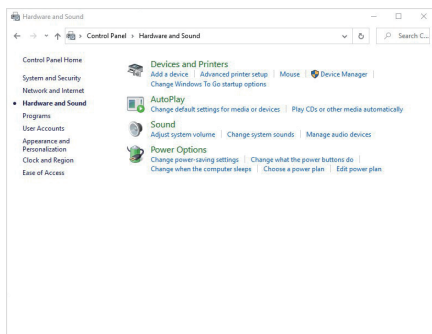 Hardware and Sound
Control Panel > Hardware and Sound
Search C...
Control Panel Home
System and Security
Network and Internet
Hardware and Sound
Programs
User Accounts
Appearance and
Personalization
Clock and Region
Ease of Access
Devices and Printers
Add a device | Advanced printer setup | Mouse | Device Manager |
Change Windows To Go startup options
AutoPlay
Change default settings for media or devices | Play CDs or other media automatically
Sound
Adjust system volume | Change system sounds | Manage audio devices
Power Options
Change power-saving settings | Change what the power buttons do |
Change when the computer sleeps | Choose a power plan | Edit power plan